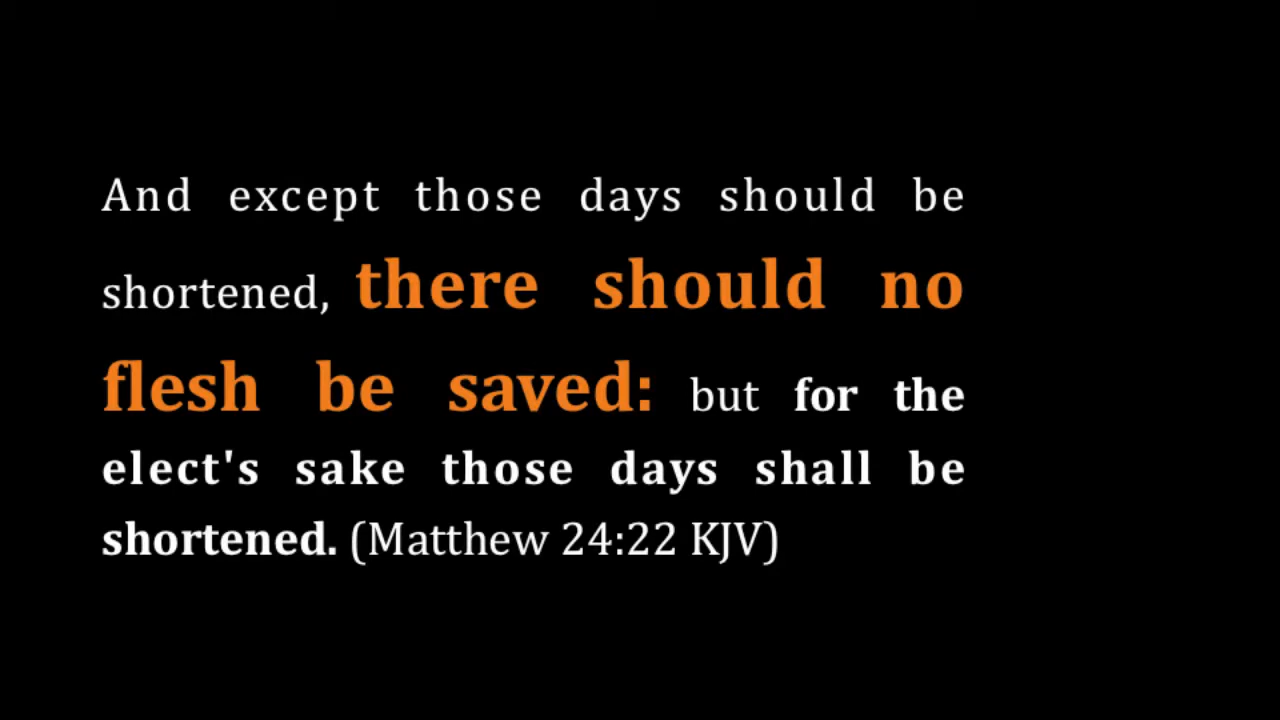 And except those days should be
shortened, there should no
flesh be saved: but for the
elect's sake those days shall be
shortened. (Matthew 24:22 KJV)